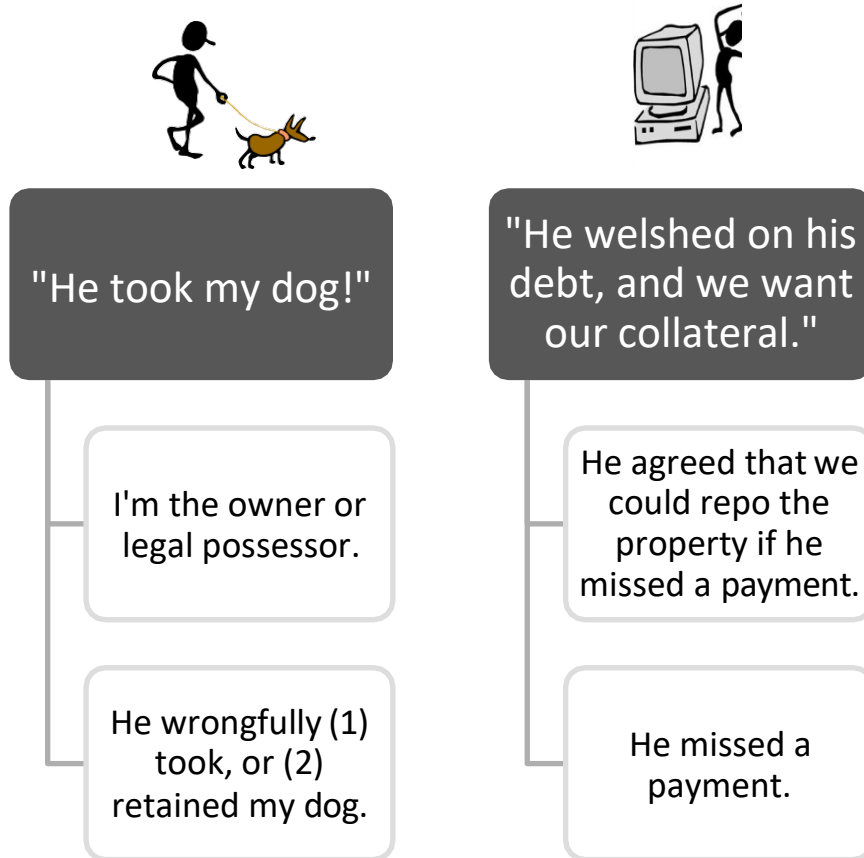 "He took my dog!"
I'm the owner or
legal possessor.
He wrongfully (1)
took, or (2)
retained my dog.
"He welshed on his
debt, and we want
our collateral."
He agreed that we
could repo the
property if he
missed a payment.
He missed a
payment.